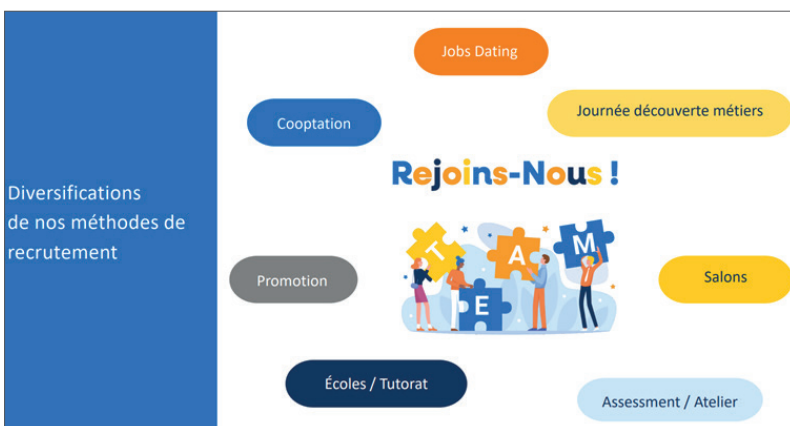 Diversifications
de nos méthodes de
recrutement
Jobs Dating
Cooptation
Journée découverte métiers
Rejoins-Nous !
T
E
A
M
Promotion
Salons
Écoles / Tutorat
Assessment / Atelier